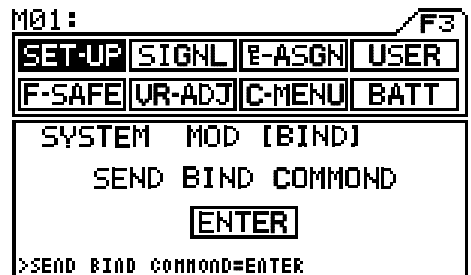 M01: F3
SET-UP SIGNL E-ASGN USER
F-SAFE VR-ADJ C-MENU BATT
SYSTEM MOD [BIND]
SEND BIND COMMOND
ENTER
>SEND BIND COMMOND=ENTER